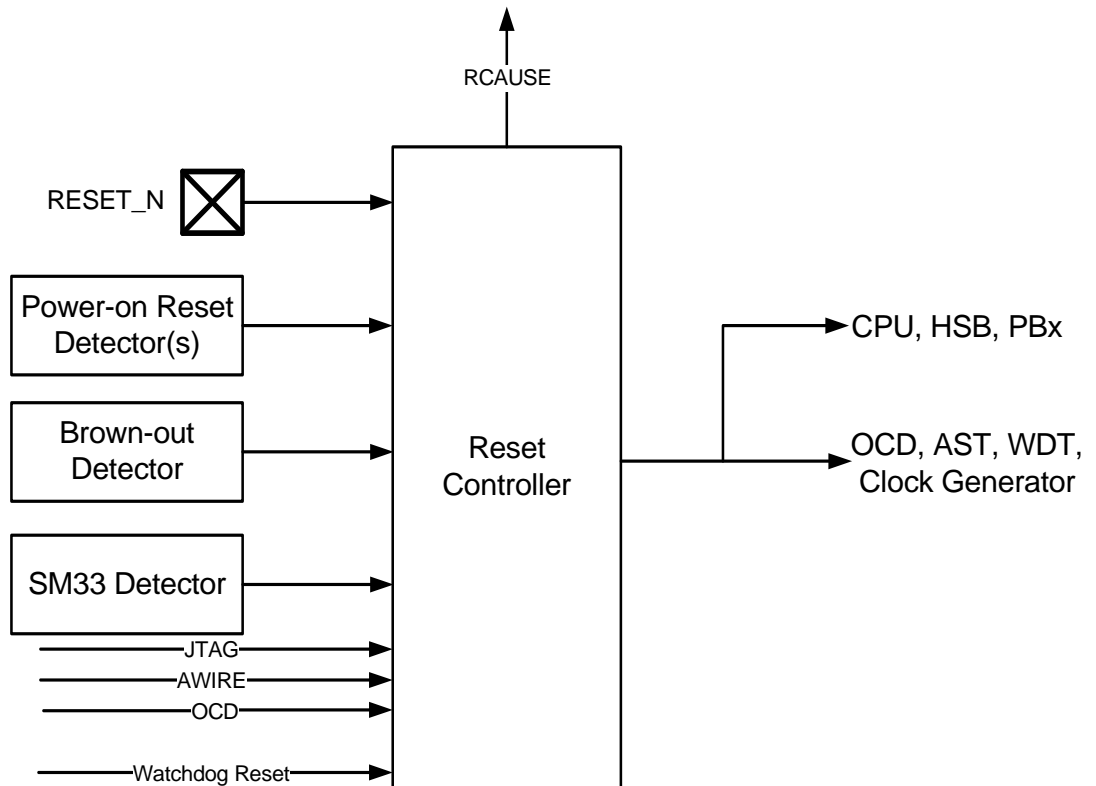 RCAUSE
RESET_N
Power-on Reset
Detector(s)
Brown-out
Detector
SM33 Detector
JTAG
AWIRE
OCD
Watchdog Reset
Reset
Controller
CPU, HSB, PBx
OCD, AST, WDT,
Clock Generator